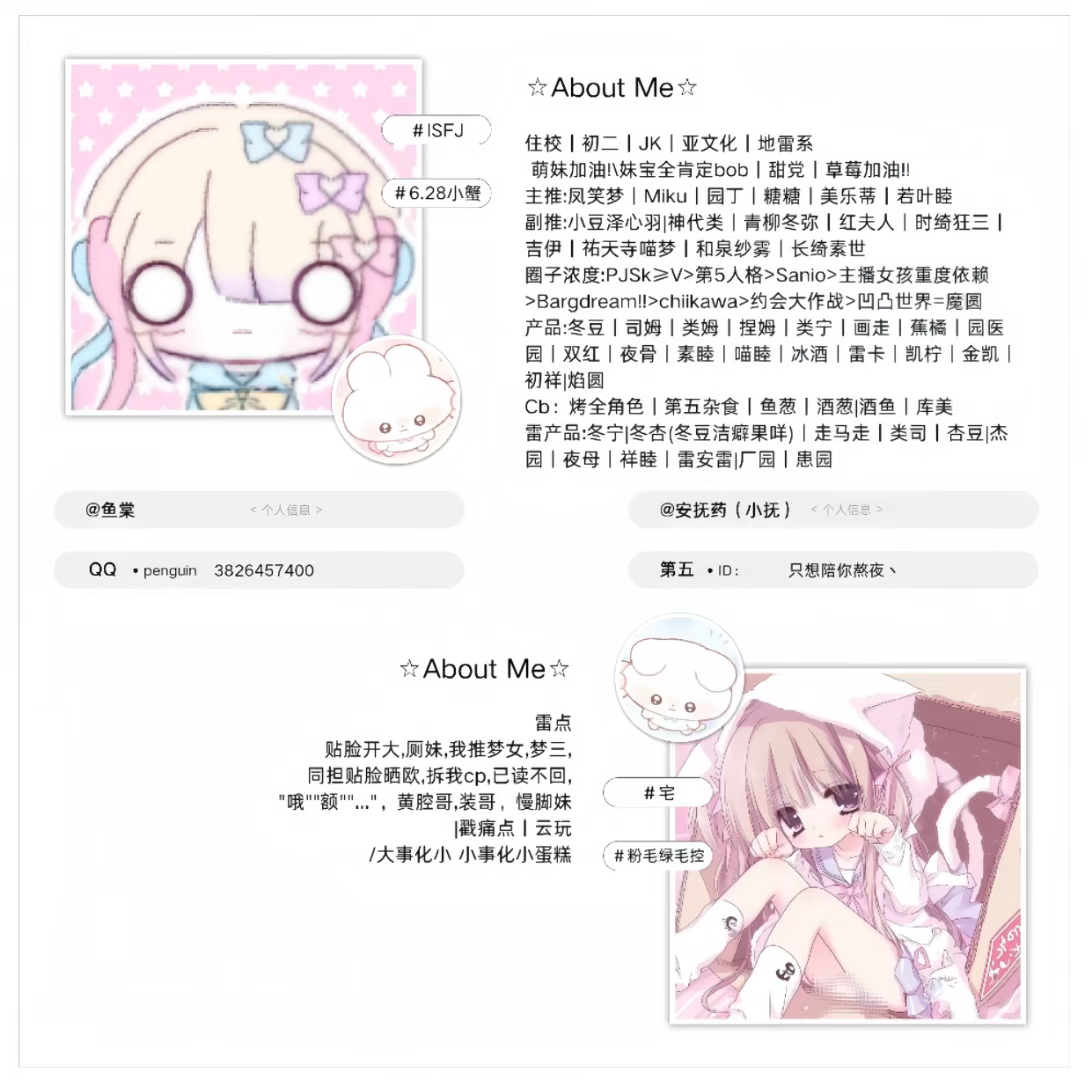 ☆About Me☆
#ISFJ
#6.28小蟹
住校丨初二丨JK丨亚文化丨地雷系
萌妹加油!\妹宝全肯定bob丨甜党丨草莓加油!!
主推:凤笑梦丨Miku丨园丁丨糖糖丨美乐蒂丨若叶睦
副推:小豆泽心羽|神代类丨青柳冬弥丨红夫人丨时绮狂三丨
吉伊丨祐天寺喵梦丨和泉纱雾丨长绮素世
圈子浓度:PJSk≥V>第5人格>Sanio>主播女孩重度依赖
>Bargdream!!>chiikawa>约会大作战>凹凸世界=魔圆
产品:冬豆丨司姆丨类姆丨捏姆丨类宁丨画走丨蕉橘丨园医
园丨双红丨夜骨丨素睦丨喵睦丨冰酒丨雷卡丨凯柠丨金凯丨
初祥|焰圆
Cb：烤全角色丨第五杂食丨鱼葱丨酒葱|酒鱼丨库美
雷产品:冬宁|冬杏(冬豆洁癖果咩)丨走马走丨类司丨杏豆|杰
园丨夜母丨祥睦丨雷安雷|厂园丨患园
@鱼棠 <个人信息>
@安抚药（小抚） <个人信息>
QQ •penguin 3826457400
第五 •ID： 只想陪你熬夜丶
☆About Me☆
雷点
贴脸开大,厕妹,我推梦女,梦三,
同担贴脸晒欧,拆我cp,已读不回,
"哦""额""..."，黄腔哥,装哥，慢脚妹
|戳痛点丨云玩
/大事化小 小事化小蛋糕
#宅
#粉毛绿毛控